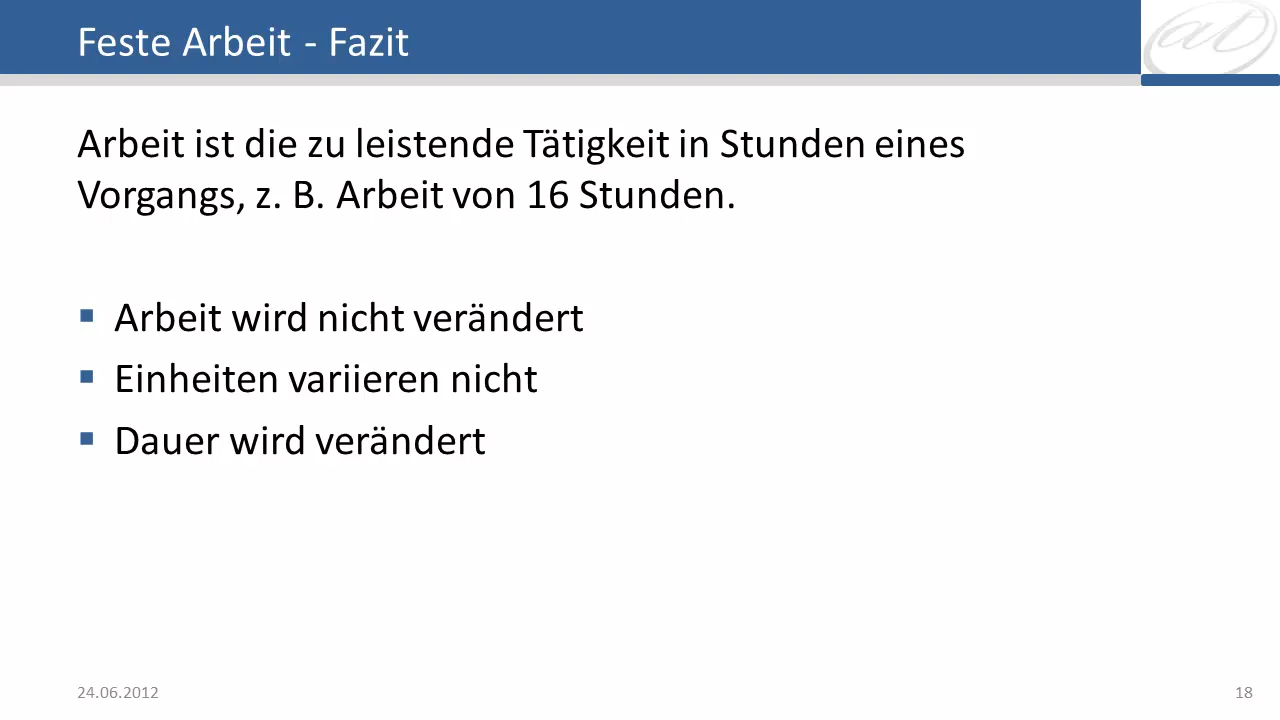 Feste Arbeit - Fazit
at
Arbeit ist die zu leistende Tätigkeit in Stunden eines
Vorgangs, z. B. Arbeit von 16 Stunden.
▪ Arbeit wird nicht verändert
▪ Einheiten variieren nicht
▪ Dauer wird verändert
24.06.2012
18